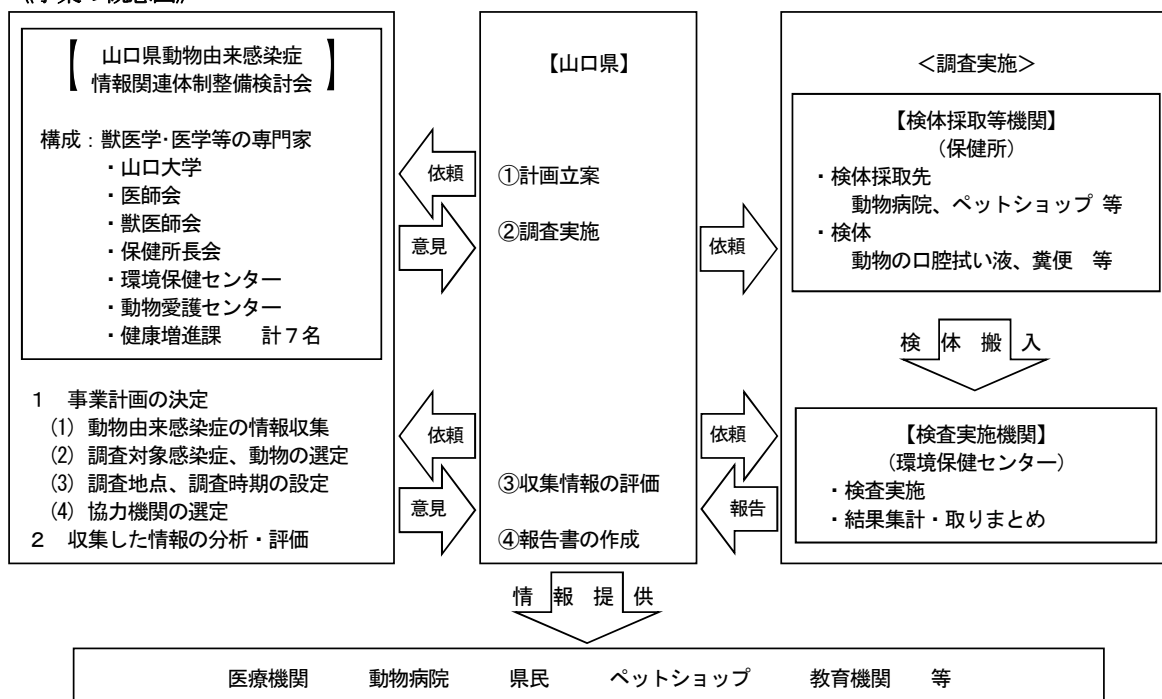 【山口県動物由来感染症
情報関連体制整備検討会】
構成:獣医学・医学等の専門家
・山口大学
・医師会
・獣医師会
・保健所長会
・環境保健センター
・動物愛護センター
・健康増進課　計7名
1　事業計画の決定
(1) 動物由来感染症の情報収集
(2) 調査対象感染症、動物の選定
(3) 調査地点、調査時期の設定
(4) 協力機関の選定
2　収集した情報の分析・評価
依頼
意見
依頼
意見
【山口県】
①計画立案
②調査実施
③収集情報の評価
④報告書の作成
依頼
依頼
報告
＜調査実施＞
【検体採取等機関】
(保健所)
・検体採取先
動物病院、ペットショップ 等
・検体
動物の口腔拭い液、糞便　等
検 体 搬 入
【検査実施機関】
(環境保健センター)
・検査実施
・結果集計・取りまとめ
情 報 提 供
医療機関　動物病院　県民　ペットショップ　教育機関　等